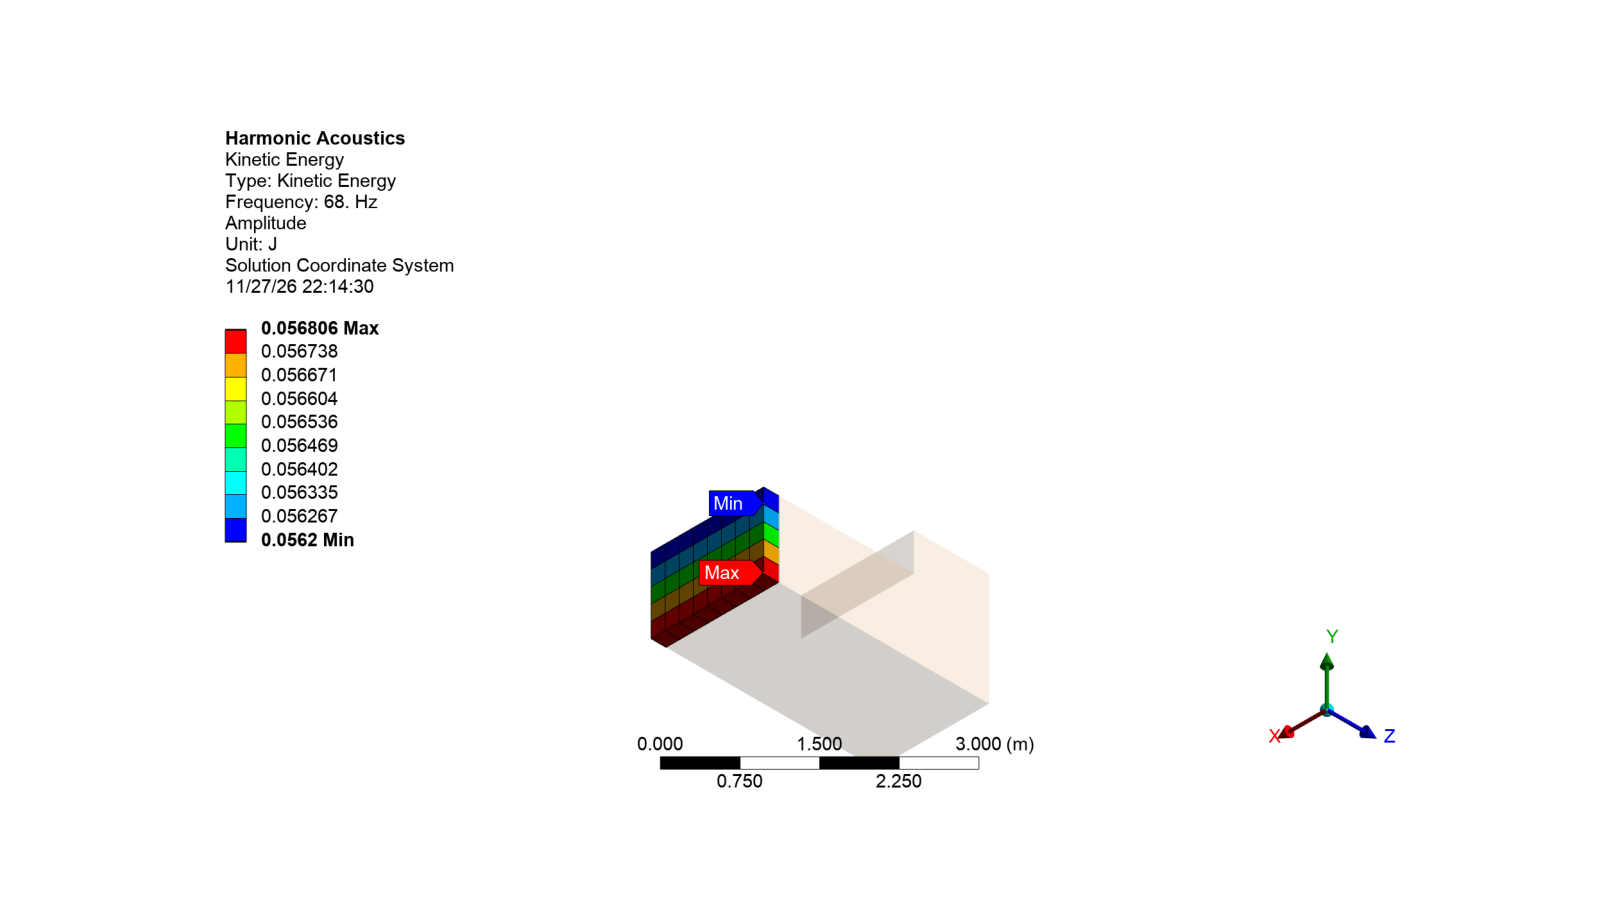 Harmonic Acoustics
Kinetic Energy
Type: Kinetic Energy
Frequency: 68. Hz
Amplitude
Unit: J
Solution Coordinate System
11/27/26 22:14:30
0.056806 Max
0.056738
0.056671
0.056604
0.056536
0.056469
0.056402
0.056335
0.056267
0.0562 Min
Min
Max
0.000 1.500 3.000 (m)
0.750 2.250
Y
X Z